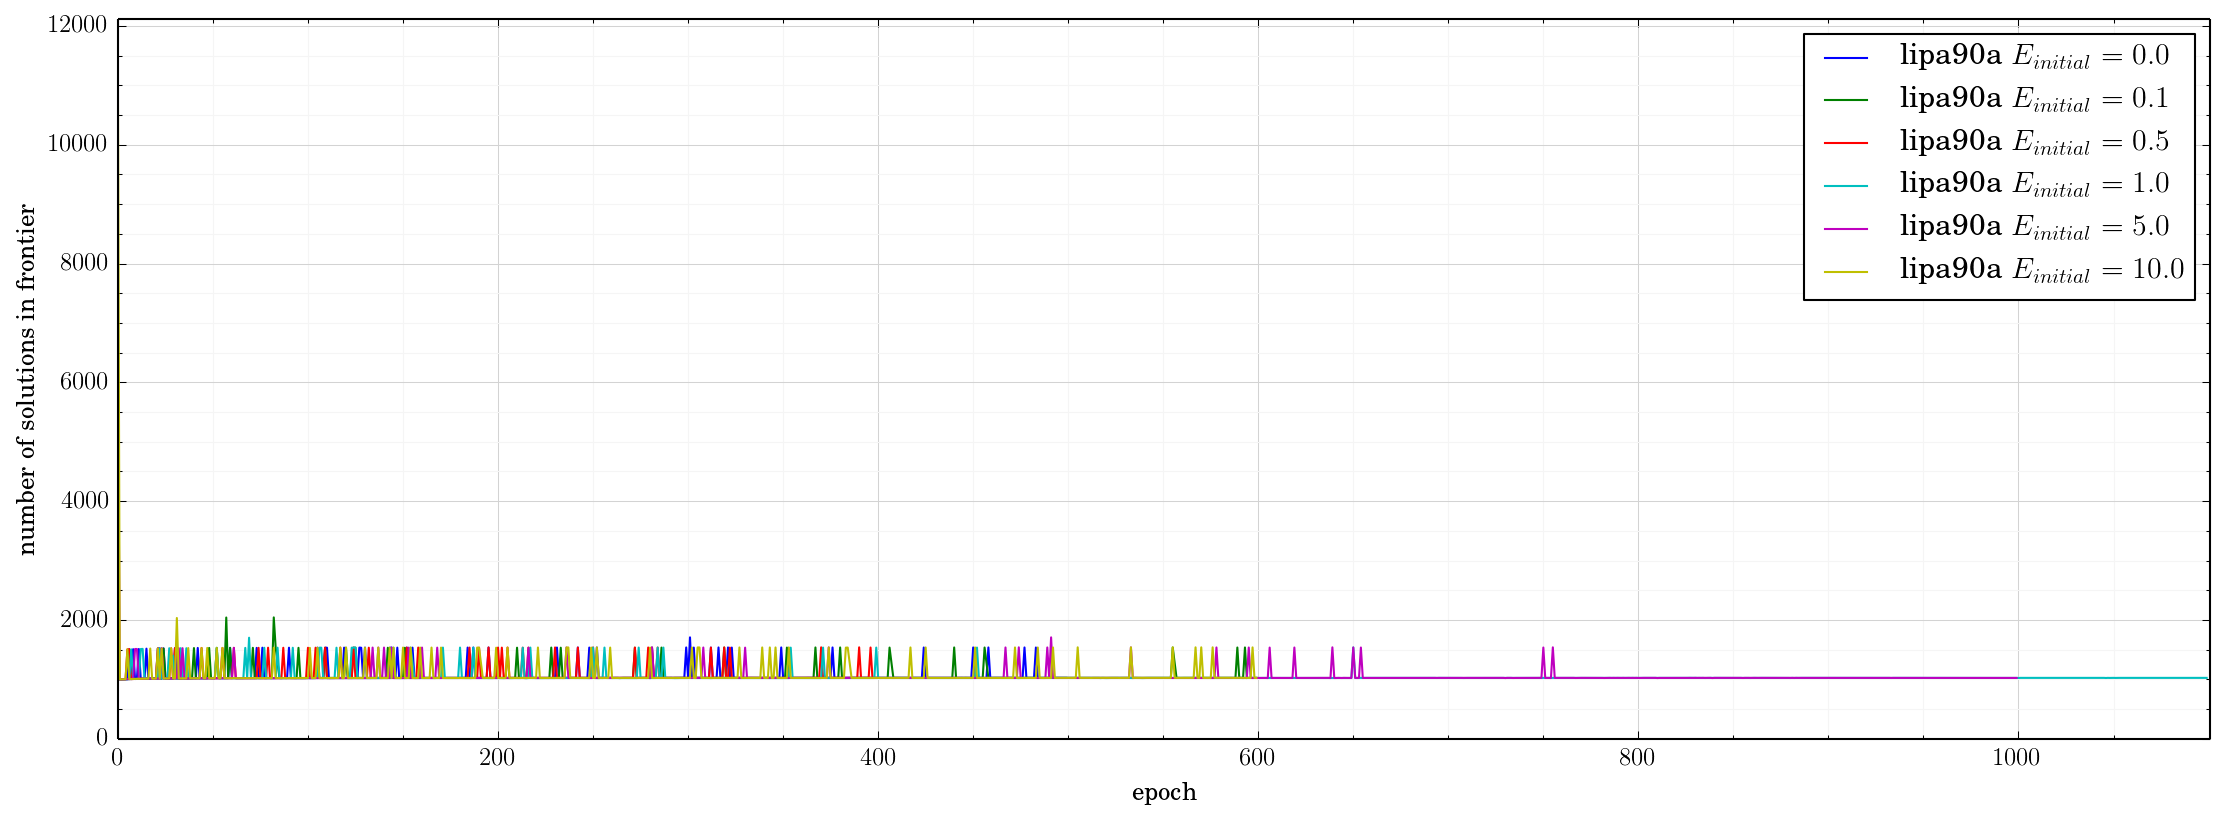 12000
10000
8000
6000
4000
2000
0
number of solutions in frontier
0 200 400 600 800 1000
epoch
lipa90a E_initial = 0.0
lipa90a E_initial = 0.1
lipa90a E_initial = 0.5
lipa90a E_initial = 1.0
lipa90a E_initial = 5.0
lipa90a E_initial = 10.0